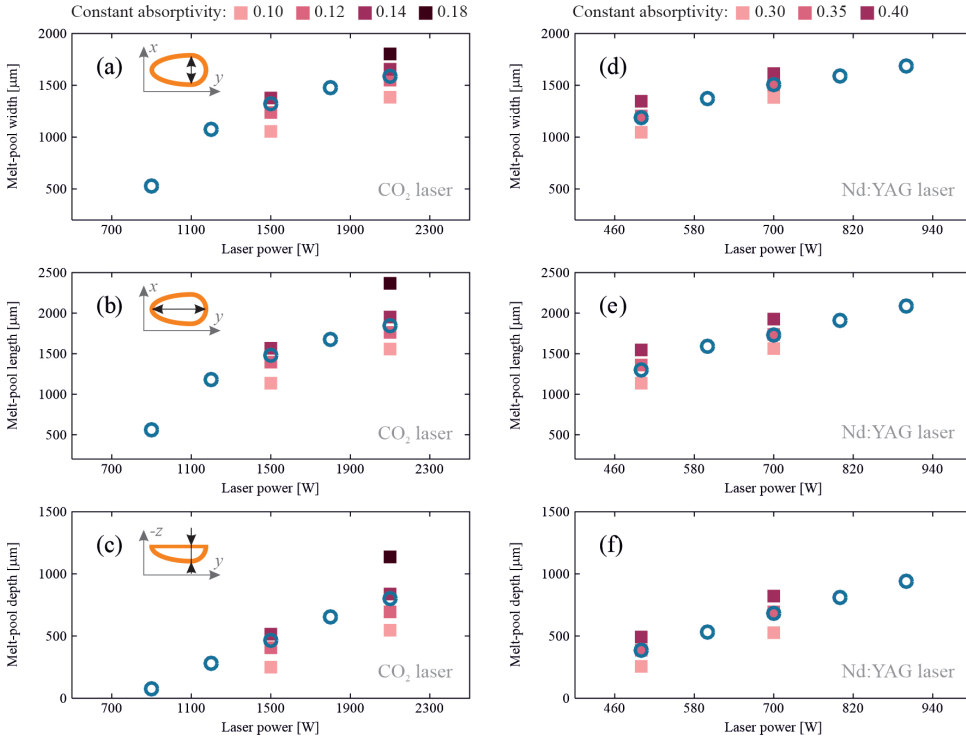 Constant absorptivity: 0.10 0.12 0.14 0.18
Constant absorptivity: 0.30 0.35 0.40
(a)
x
y
2000
1500
1000
500
Melt-pool width [µm]
CO₂ laser
700 1100 1500 1900 2300
Laser power [W]
(d)
2000
1500
1000
500
Melt-pool width [µm]
Nd:YAG laser
460 580 700 820 940
Laser power [W]
(b)
x
y
2500
2000
1500
1000
500
Melt-pool length [µm]
CO₂ laser
700 1100 1500 1900 2300
Laser power [W]
(e)
2500
2000
1500
1000
500
Melt-pool length [µm]
Nd:YAG laser
460 580 700 820 940
Laser power [W]
(c)
-z
y
1500
1000
500
0
Melt-pool depth [µm]
CO₂ laser
700 1100 1500 1900 2300
Laser power [W]
(f)
1500
1000
500
0
Melt-pool depth [µm]
Nd:YAG laser
460 580 700 820 940
Laser power [W]